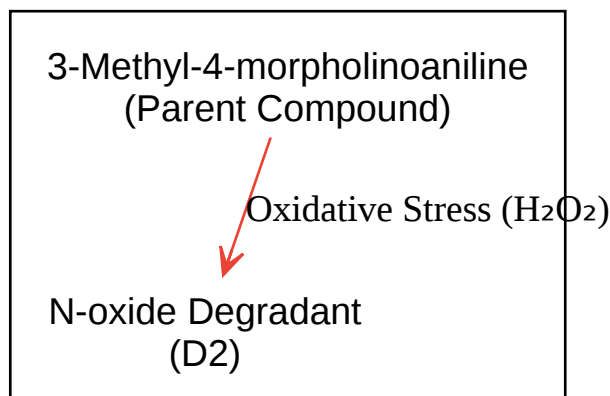 3-Methyl-4-morpholinoaniline
(Parent Compound)
Oxidative Stress (H₂O₂)
N-oxide Degradant
(D2)